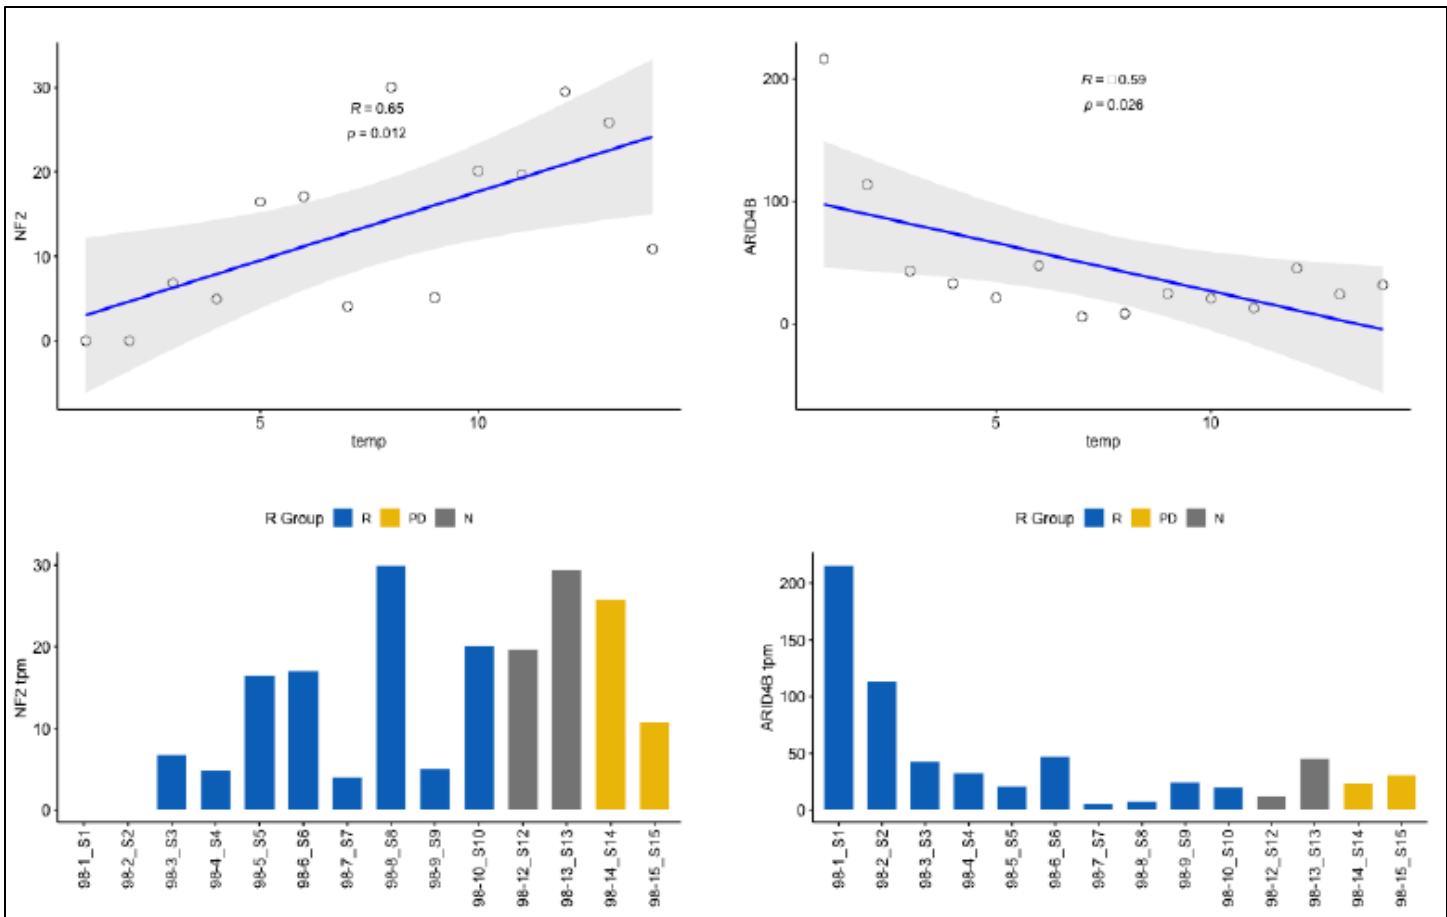 30
20
10
0
NF2
R = 0.65
p = 0.012
5
10
temp
200
100
0
ARID4B
R = □0.59
p = 0.026
5
10
temp
R Group R PD N
30
20
10
0
NF2 tpm
98-1_S1
98-2_S2
98-3_S3
98-4_S4
98-5_S5
98-6_S6
98-7_S7
98-8_S8
98-9_S9
98-10_S10
98-12_S12
98-13_S13
98-14_S14
98-15_S15
R Group R PD N
200
150
100
50
0
ARID4B tpm
98-1_S1
98-2_S2
98-3_S3
98-4_S4
98-5_S5
98-6_S6
98-7_S7
98-8_S8
98-9_S9
98-10_S10
98-12_S12
98-13_S13
98-14_S14
98-15_S15